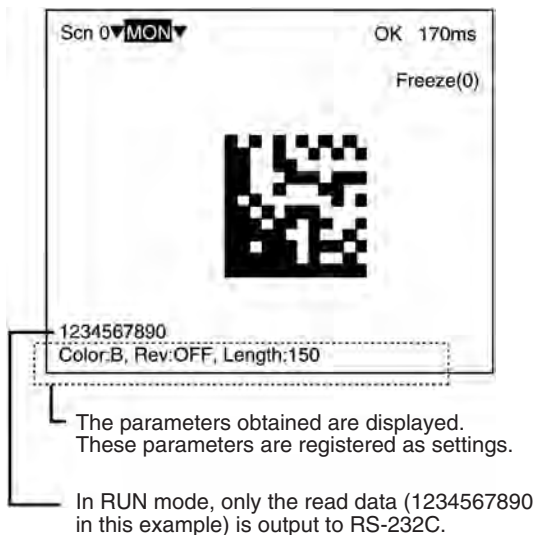 Scn 0▼MON▼ OK 170ms
Freeze(0)
1234567890
Color:B, Rev:OFF, Length:150
The parameters obtained are displayed.
These parameters are registered as settings.
In RUN mode, only the read data (1234567890
in this example) is output to RS-232C.